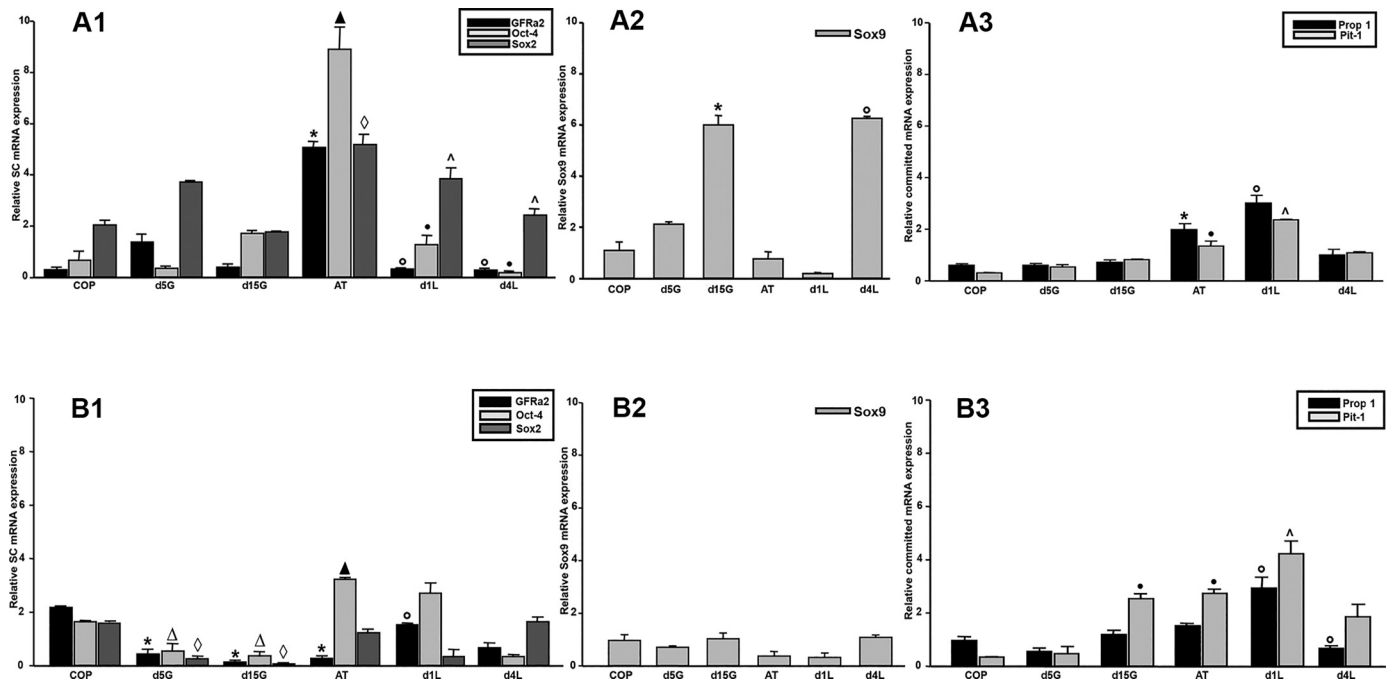 A1
GFRa2
Oct-4
Sox2
Relative SC mRNA expression
10
8
6
4
2
0
▲
*
◊
^
○
●
○
●
^
COP d5G d15G AT d1L d4L
A2
Sox9
Relative Sox9 mRNA expression
10
8
6
4
2
0
*
○
COP d5G d15G AT d1L d4L
A3
Prop 1
Pit-1
Relative committed mRNA expression
10
8
6
4
2
0
*
●
○
^
COP d5G d15G AT d1L d4L
B1
GFRa2
Oct-4
Sox2
Relative SC mRNA expression
10
8
6
4
2
0
*
Δ
◊
*
Δ
◊
*
▲
○
COP d5G d15G AT d1L d4L
B2
Sox9
Relative Sox9 mRNA expression
10
8
6
4
2
0
COP d5G d15G AT d1L d4L
B3
Prop 1
Pit-1
Relative committed mRNA expression
10
8
6
4
2
0
●
●
○
^
○
COP d5G d15G AT d1L d4L